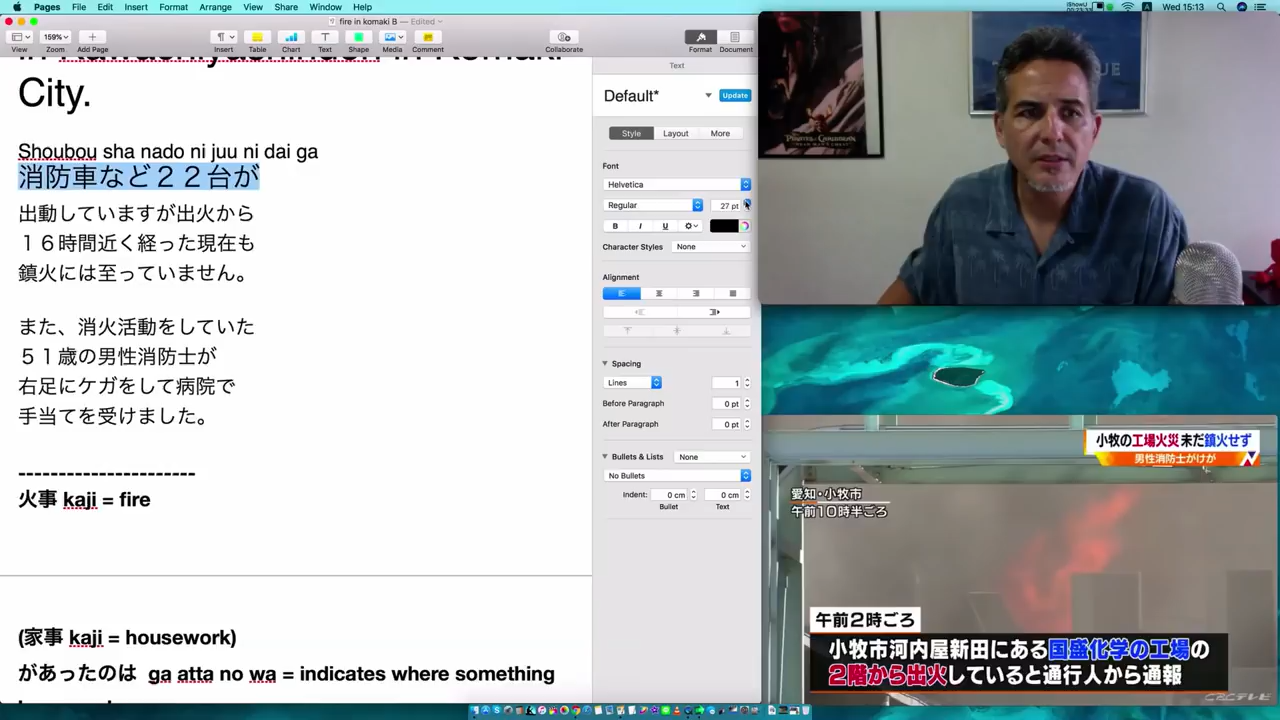 Pages File Edit Insert Format Arrange View Share Window Help
Wed 15:13
fire in komaki B — Edited
159%
View Zoom Add Page Insert Table Chart Text Shape Media Comment Collaborate Format Document
City.
Shoubou sha nado ni juu ni dai ga
消防車など２２台が
出動していますが出火から
１６時間近く経った現在も
鎮火には至っていません。
また、消火活動をしていた
５１歳の男性消防士が
右足にケガをして病院で
手当てを受けました。
----------------------
火事 kaji = fire
(家事 kaji = housework)
があったのは ga atta no wa = indicates where something
Text
Default*
Update
Style Layout More
Font
Helvetica
Regular 27 pt
B I U
Character Styles None
Alignment
Spacing
Lines 1
Before Paragraph 0 pt
After Paragraph 0 pt
Bullets & Lists None
No Bullets
Indent: 0 cm 0 cm
Bullet Text
PIRATES of the CARIBBEAN
DEAD MAN'S CHEST
小牧の工場火災 未だ鎮火せず
男性消防士がけが
愛知・小牧市
午前10時半ごろ
午前2時ごろ
小牧市河内屋新田にある国盛化学の工場の
2階から出火していると通行人から通報
CBCテレビ